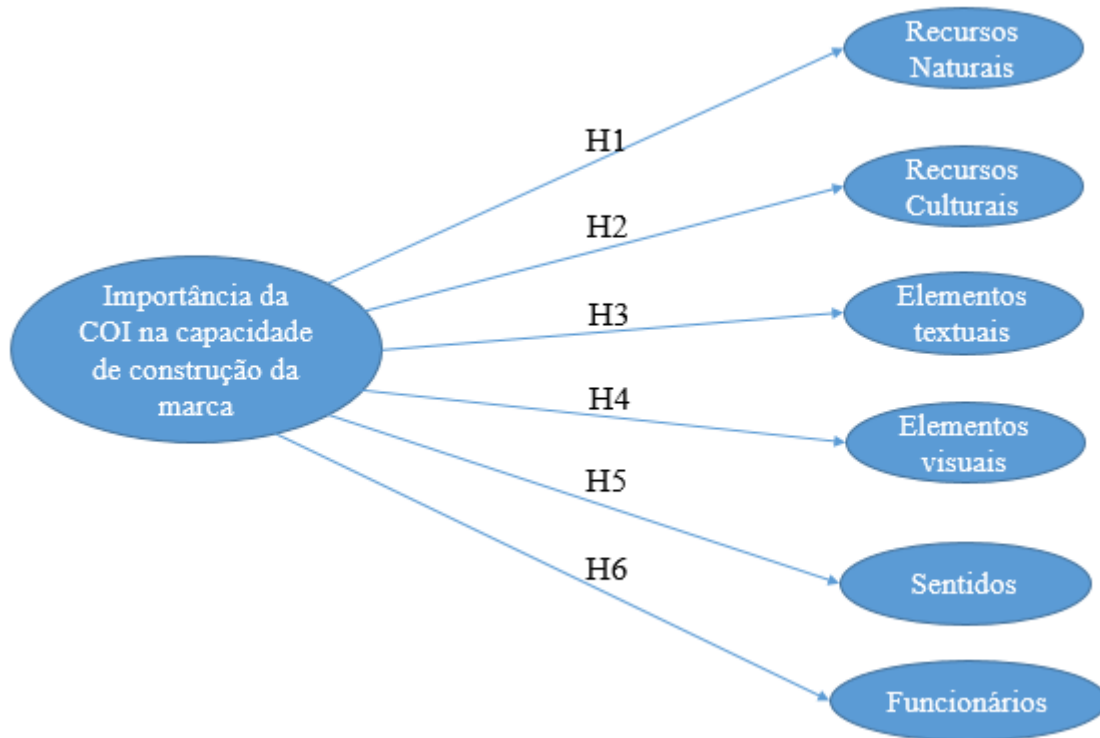 Recursos
Naturais
H1
Recursos
Culturais
H2
Importância da
COI na capacidade
de construção da
marca
Elementos
textuais
H3
H4
Elementos
visuais
H5
Sentidos
H6
Funcionários